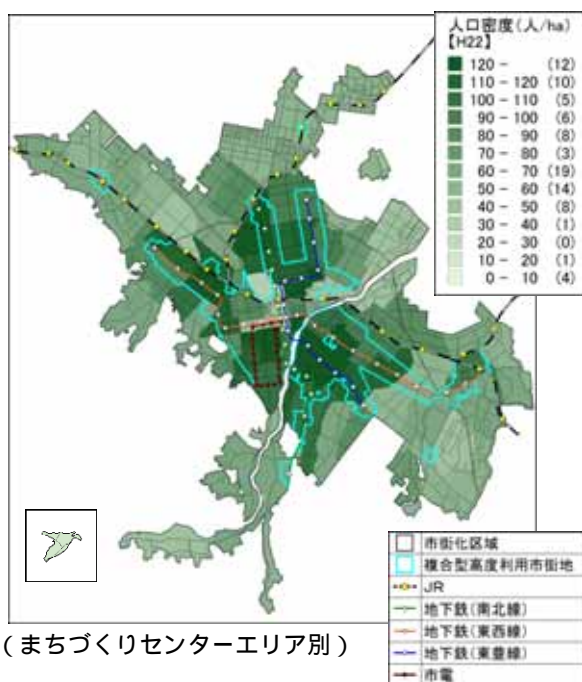 人口密度(人/ha)
【H22】
120 - (12)
110 - 120 (10)
100 - 110 (5)
90 - 100 (6)
80 - 90 (8)
70 - 80 (3)
60 - 70 (19)
50 - 60 (14)
40 - 50 (8)
30 - 40 (1)
20 - 30 (0)
10 - 20 (1)
0 - 10 (4)
市街化区域
複合型高度利用市街地
JR
地下鉄(南北線)
地下鉄(東西線)
地下鉄(東豊線)
市電
(まちづくりセンターエリア別)